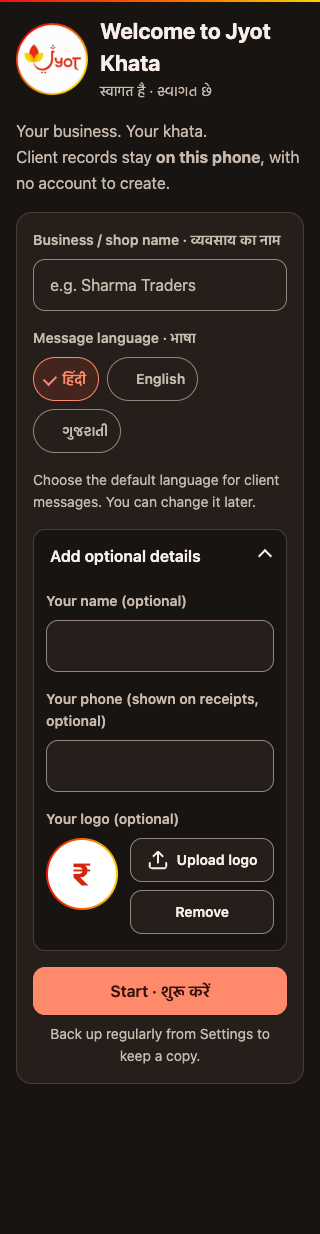 Jyot
Welcome to Jyot
Khata
स्वागत है · સ્વાગત છે
Your business. Your khata.
Client records stay on this phone, with
no account to create.
Business / shop name · व्यवसाय का नाम
e.g. Sharma Traders
Message language · भाषा
हिंदी
English
ગુજરાતી
Choose the default language for client
messages. You can change it later.
Add optional details
Your name (optional)
Your phone (shown on receipts,
optional)
Your logo (optional)
₹
Upload logo
Remove
Start · शुरू करें
Back up regularly from Settings to
keep a copy.